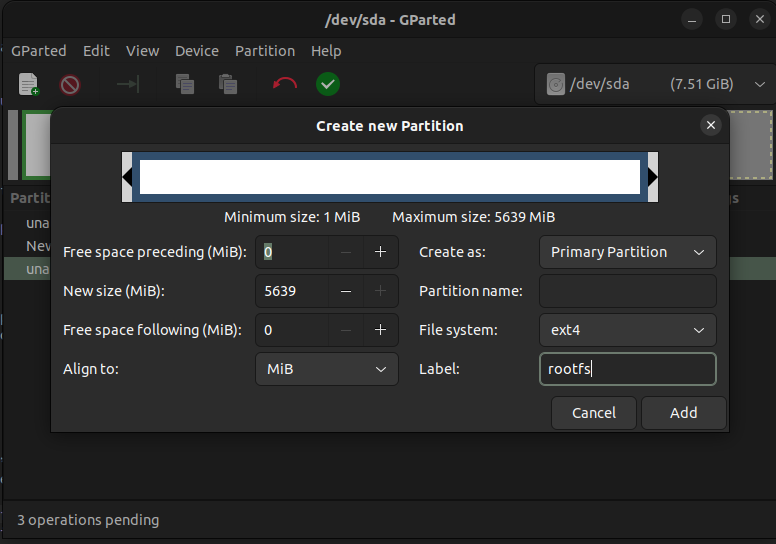 /dev/sda - GParted
GParted Edit View Device Partition Help
/dev/sda (7.51 GiB)
Create new Partition
Minimum size: 1 MiB Maximum size: 5639 MiB
Free space preceding (MiB): 0 Create as: Primary Partition
New size (MiB): 5639 Partition name:
Free space following (MiB): 0 File system: ext4
Align to: MiB Label: rootfs
Cancel Add
Partit
una
New
una
3 operations pending